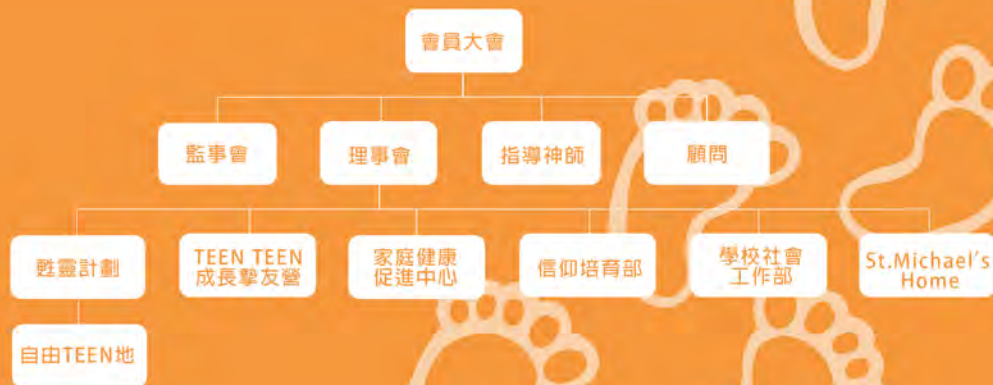 會員大會
監事會
理事會
指導神師
顧問
甦靈計劃
TEEN TEEN
成長摯友營
家庭健康
促進中心
信仰培育部
學校社會
工作部
St.Michael's
Home
自由TEEN地